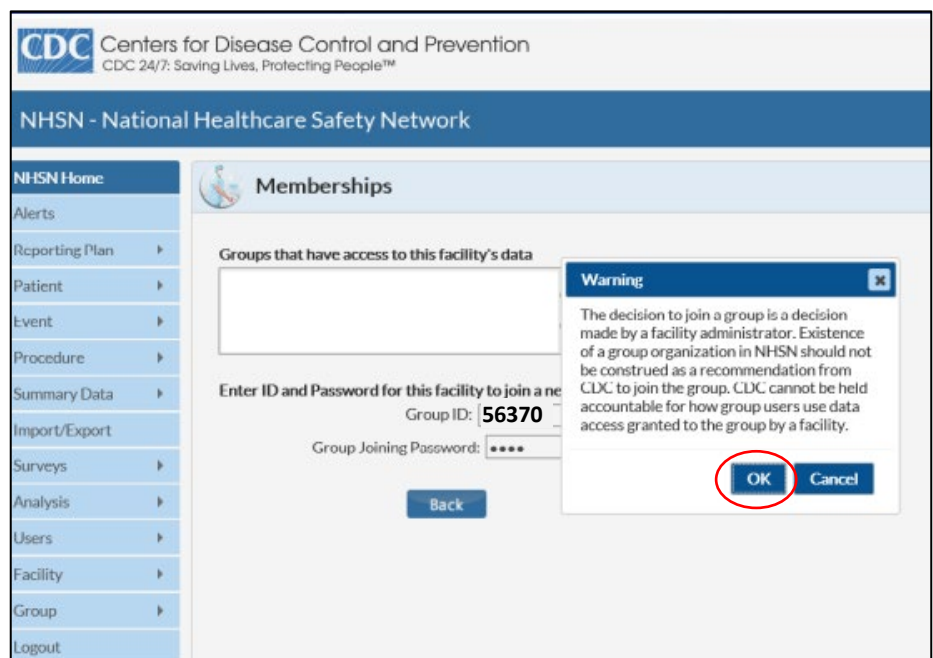 CDC Centers for Disease Control and Prevention
CDC 24/7: Saving Lives, Protecting People™
NHSN - National Healthcare Safety Network
NHSN Home
Alerts
Reporting Plan
Patient
Event
Procedure
Summary Data
Import/Export
Surveys
Analysis
Users
Facility
Group
Logout
Memberships
Groups that have access to this facility's data
Enter ID and Password for this facility to join a ne
Group ID: 56370
Group Joining Password: ••••
Back
Warning
The decision to join a group is a decision
made by a facility administrator. Existence
of a group organization in NHSN should not
be construed as a recommendation from
CDC to join the group. CDC cannot be held
accountable for how group users use data
access granted to the group by a facility.
OK Cancel